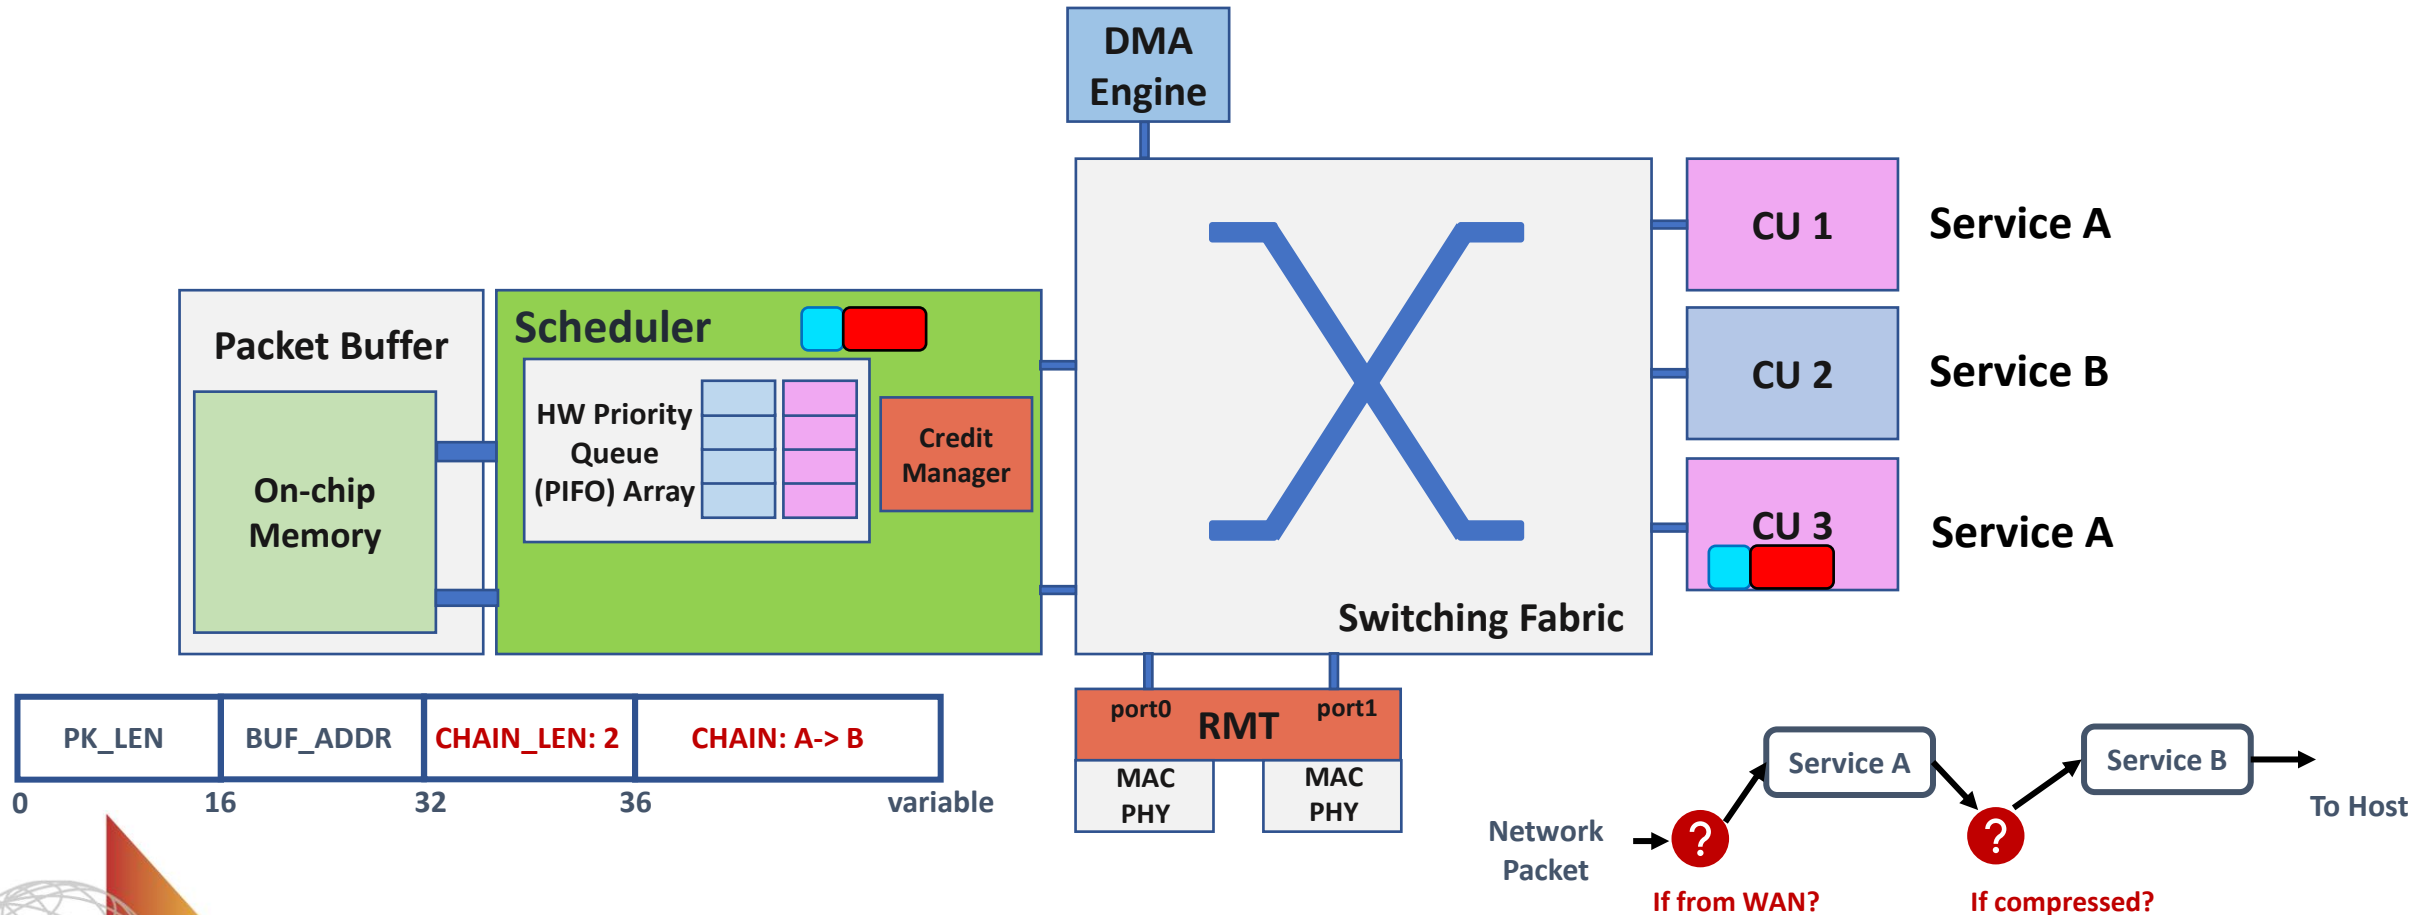 DMA
Engine
CU 1
Service A
CU 2
Service B
CU 3
Service A
Packet Buffer
On-chip
Memory
Scheduler
HW Priority
Queue
(PIFO) Array
Credit
Manager
Switching Fabric
port0
RMT
port1
MAC
PHY
MAC
PHY
PK_LEN
BUF_ADDR
CHAIN_LEN: 2
CHAIN: A-> B
0
16
32
36
variable
Network
Packet
?
If from WAN?
Service A
?
If compressed?
Service B
To Host